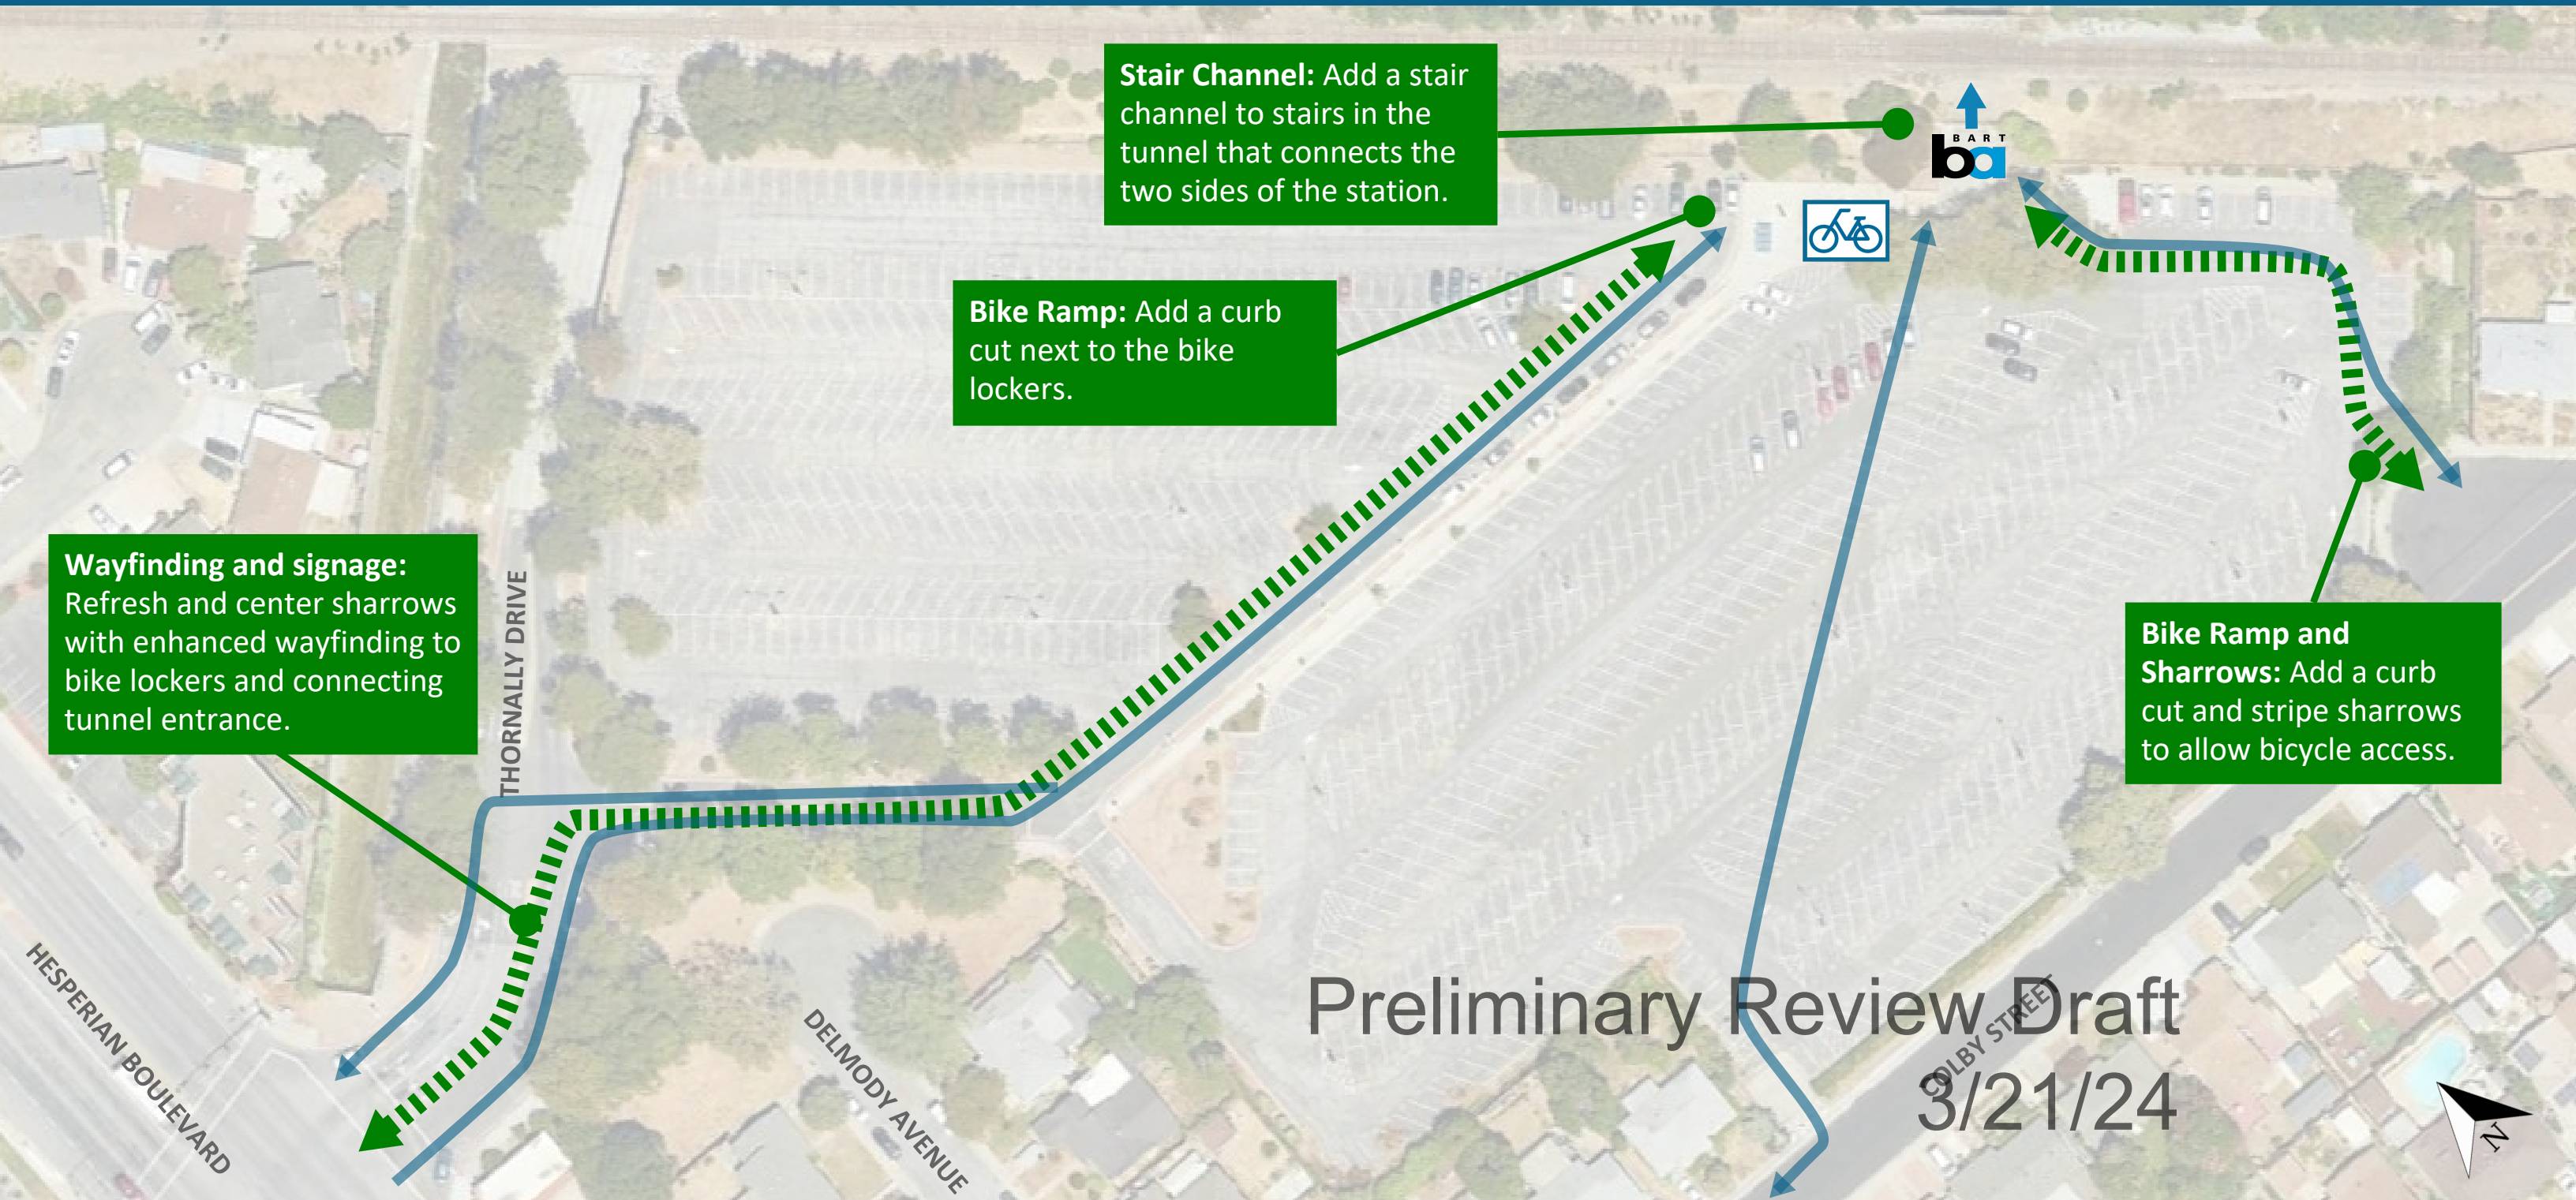 Stair Channel: Add a stair
channel to stairs in the
tunnel that connects the
two sides of the station.
BART
ba
Bike Ramp: Add a curb
cut next to the bike
lockers.
Wayfinding and signage:
Refresh and center sharrows
with enhanced wayfinding to
bike lockers and connecting
tunnel entrance.
THORNALLY DRIVE
Bike Ramp and
Sharrows: Add a curb
cut and stripe sharrows
to allow bicycle access.
HESPERIAN BOULEVARD
DELMODY AVENUE
COLBY STREET
Preliminary Review Draft
3/21/24
N